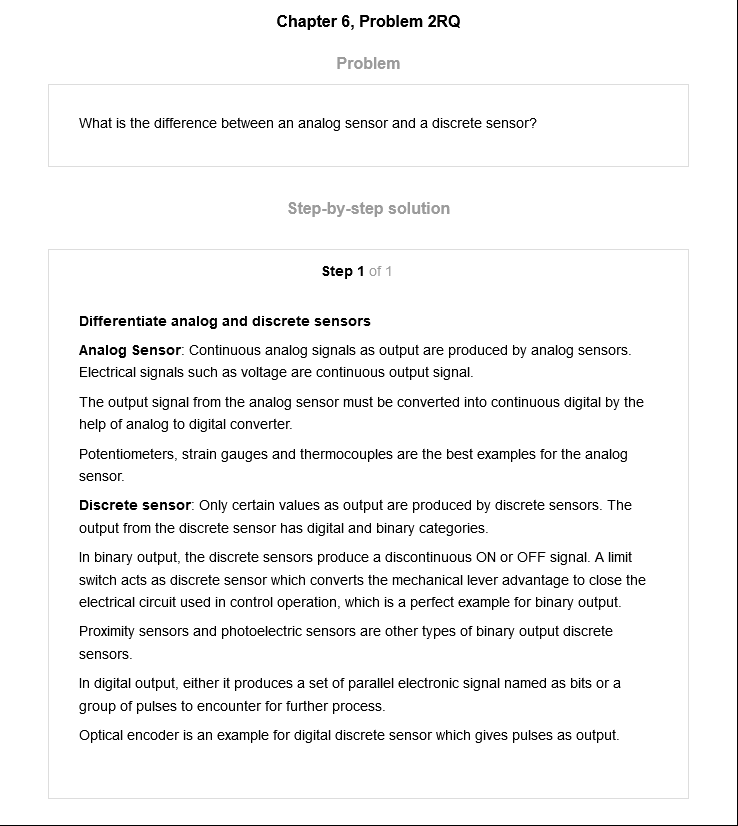 Chapter 6, Problem 2RQ
Problem
What is the difference between an analog sensor and a discrete sensor?
Step-by-step solution
Step 1 of 1
Differentiate analog and discrete sensors
Analog Sensor: Continuous analog signals as output are produced by analog sensors.
Electrical signals such as voltage are continuous output signal.
The output signal from the analog sensor must be converted into continuous digital by the
help of analog to digital converter.
Potentiometers, strain gauges and thermocouples are the best examples for the analog
sensor.
Discrete sensor: Only certain values as output are produced by discrete sensors. The
output from the discrete sensor has digital and binary categories.
In binary output, the discrete sensors produce a discontinuous ON or OFF signal. A limit
switch acts as discrete sensor which converts the mechanical lever advantage to close the
electrical circuit used in control operation, which is a perfect example for binary output.
Proximity sensors and photoelectric sensors are other types of binary output discrete
sensors.
In digital output, either it produces a set of parallel electronic signal named as bits or a
group of pulses to encounter for further process.
Optical encoder is an example for digital discrete sensor which gives pulses as output.